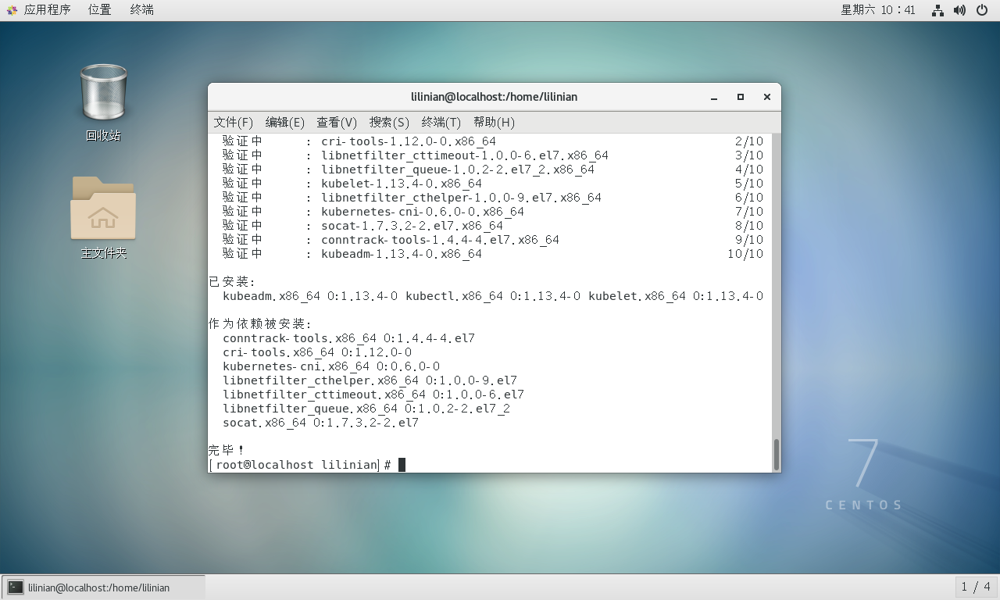 应用程序 位置 终端 星期六 10：41
回收站
主文件夹
lilinian@localhost:/home/lilinian
文件(F) 编辑(E) 查看(V) 搜索(S) 终端(T) 帮助(H)
验证中 : cri-tools-1.12.0-0.x86_64 2/10
验证中 : libnetfilter_cttimeout-1.0.0-6.el7.x86_64 3/10
验证中 : libnetfilter_queue-1.0.2-2.el7_2.x86_64 4/10
验证中 : kubelet-1.13.4-0.x86_64 5/10
验证中 : libnetfilter_cthelper-1.0.0-9.el7.x86_64 6/10
验证中 : kubernetes-cni-0.6.0-0.x86_64 7/10
验证中 : socat-1.7.3.2-2.el7.x86_64 8/10
验证中 : conntrack-tools-1.4.4-4.el7.x86_64 9/10
验证中 : kubeadm-1.13.4-0.x86_64 10/10
已安装:
kubeadm.x86_64 0:1.13.4-0 kubectl.x86_64 0:1.13.4-0 kubelet.x86_64 0:1.13.4-0
作为依赖被安装:
conntrack-tools.x86_64 0:1.4.4-4.el7
cri-tools.x86_64 0:1.12.0-0
kubernetes-cni.x86_64 0:0.6.0-0
libnetfilter_cthelper.x86_64 0:1.0.0-9.el7
libnetfilter_cttimeout.x86_64 0:1.0.0-6.el7
libnetfilter_queue.x86_64 0:1.0.2-2.el7_2
socat.x86_64 0:1.7.3.2-2.el7
完毕！
[root@localhost lilinian]#
7
CENTOS
lilinian@localhost:/home/lilinian 1 / 4